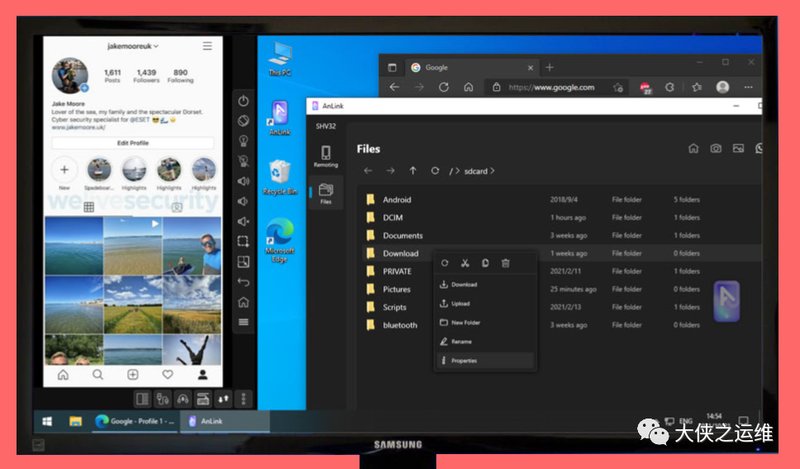 jakemooreuk
1,611
1,439
890
Posts
Followers
Following
Jake Moore
Lover of the sea, my family and the spectacular Dorset.
Cyber security specialist for @ESET
www.jakemoore.uk/
Edit Profile
New
Spadeboar...
Highlights
Highlights
Highlights
welivesecurity
This PC
AnLink
Recycle Bin
Microsoft
Edge
Google
https://www.google.com
27
AnLink
SHV32
Remoting
Files
Files
/ > sdcard >
Android 2018/9/4 File folder 5 folders
DCIM 1 hours ago File folder 1 folders
Documents 3 weeks ago File folder 1 folders
Download 1 weeks ago File folder 0 folders
PRIVATE 2021/2/11 File folder 1 folders
Pictures 25 minutes ago File folder 0 folders
Scripts 2021/2/13 File folder 1 folders
bluetooth 3 weeks ago File folder 0 folders
Download
Upload
New Folder
Rename
Properties
Google - Profile 1 - ...
AnLink
ENG
14:54
SAMSUNG
大侠之运维